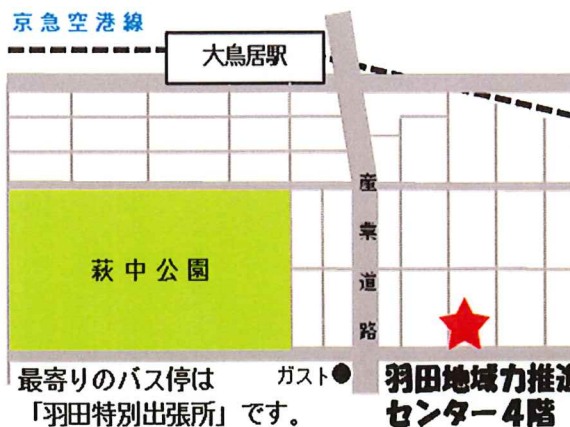 京急空港線
大鳥居駅
産業道路
萩中公園
最寄りのバス停は
「羽田特別出張所」です。
ガスト
羽田地域力推進
センター4階